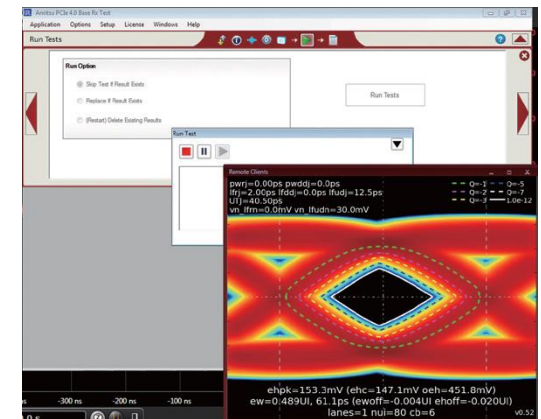 Anritsu PCIe 4.0 Base Rx Test
Application Options Setup License Windows Help
Run Tests
Run Option
Skip Test If Result Exists
Replace If Result Exists
(Restart) Delete Existing Results
Run Tests
Run Test
Remote Clients
pwrj=0.00ps pwddj=0.0ps
lfrj=2.00ps lfddj=0.0ps lfudj=12.5ps
UTJ=40.50ps
vn_lfrn=0.0mV vn_lfudn=30.0mV
Q=-1 Q=-5
Q=-2 Q=-7
Q=-3 1.0e-12
ehpk=153.3mV (ehc=147.1mV oeh=451.8mV)
ew=0.489UI, 61.1ps (ewoff=-0.004UI ehoff=-0.020UI)
lanes=1 nui=80 cb=6
v0.52
-300 ns -200 ns -100 ns